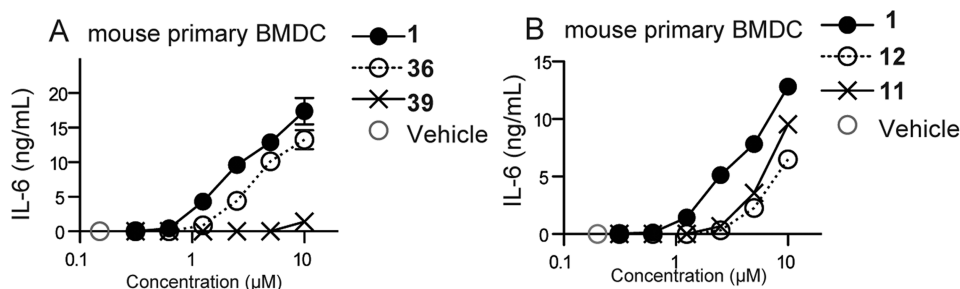 A mouse primary BMDC
1
36
39
Vehicle
IL-6 (ng/mL)
20
15
10
5
0
0.1 1 10
Concentration (µM)
B mouse primary BMDC
1
12
11
Vehicle
IL-6 (ng/mL)
15
10
5
0
0.1 1 10
Concentration (µM)